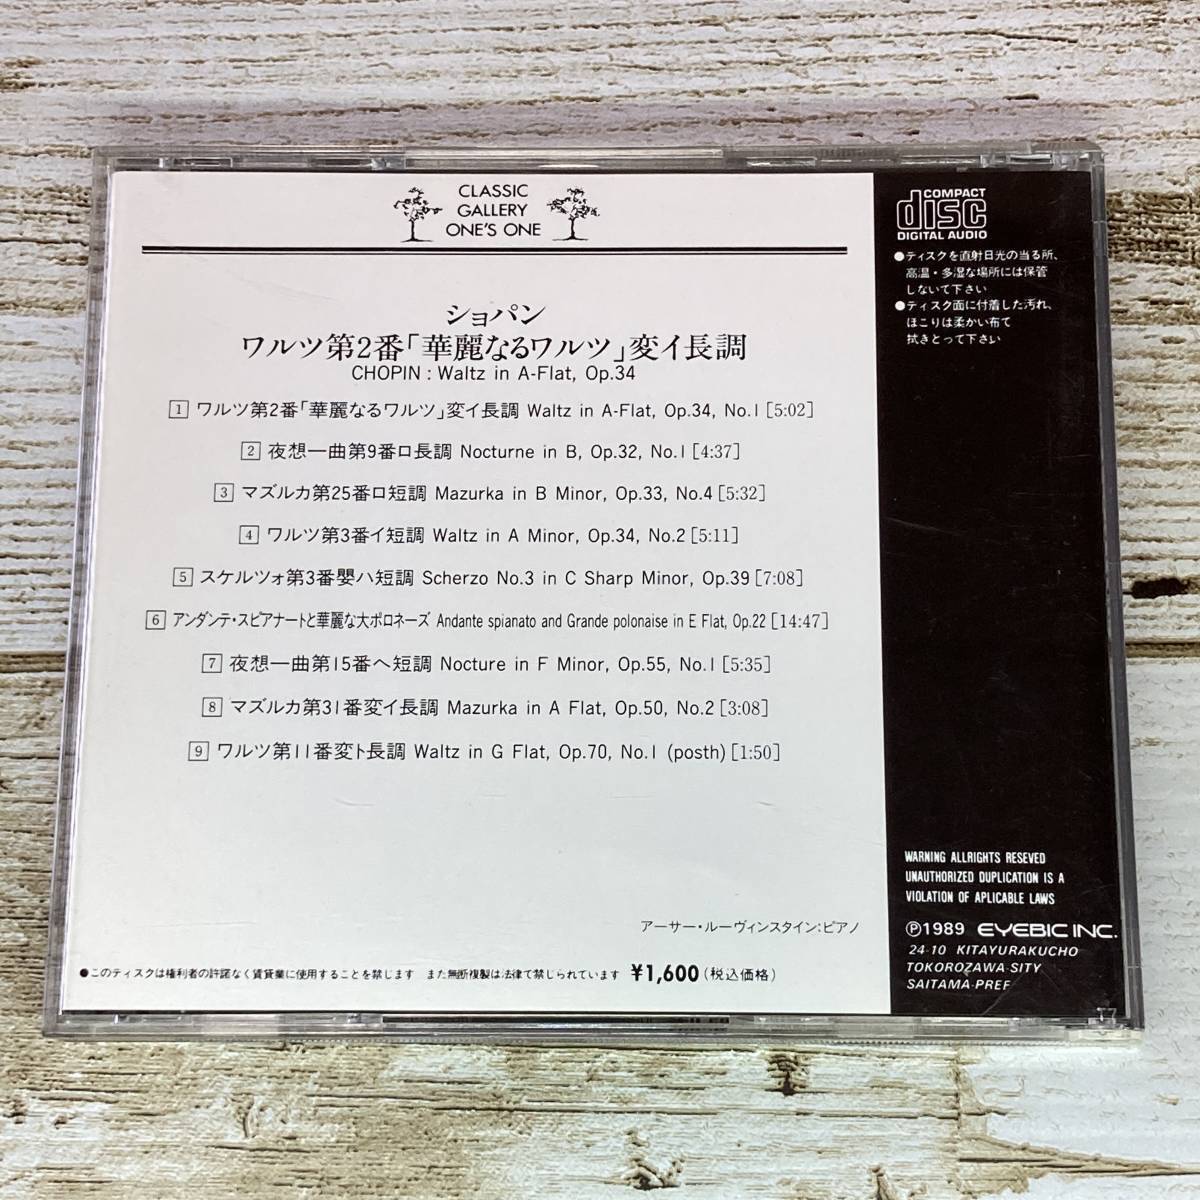 CLASSIC
GALLERY
ONE'S ONE
ショパン
ワルツ第2番「華麗なるワルツ」変イ長調
CHOPIN : Waltz in A-Flat, Op.34
1 ワルツ第2番「華麗なるワルツ」変イ長調 Waltz in A-Flat, Op.34, No.1 [5:02]
2 夜想一曲第9番ロ長調 Nocturne in B, Op.32, No.1 [4:37]
3 マズルカ第25番ロ短調 Mazurka in B Minor, Op.33, No.4 [5:32]
4 ワルツ第3番イ短調 Waltz in A Minor, Op.34, No.2 [5:11]
5 スケルツォ第3番嬰ハ短調 Scherzo No.3 in C Sharp Minor, Op.39 [7:08]
6 アンダンテ・スピアナートと華麗な大ポロネーズ Andante spianato and Grande polonaise in E Flat, Op.22 [14:47]
7 夜想一曲第15番ヘ短調 Nocture in F Minor, Op.55, No.1 [5:35]
8 マズルカ第31番変イ長調 Mazurka in A Flat, Op.50, No.2 [3:08]
9 ワルツ第11番変ト長調 Waltz in G Flat, Op.70, No.1 (posth) [1:50]
アーサー・ルーヴィンスタイン:ピアノ
●このディスクは権利者の許諾なく賃貸業に使用することを禁じます また無断複製は法律で禁じられています ¥1,600(税込価格)
COMPACT
disc
DIGITAL AUDIO
●ディスクを直射日光の当る所、
高温・多湿な場所には保管
しないで下さい
●ディスク面に付着した汚れ、
ほこりは柔かい布で
拭きとって下さい
WARNING ALLRIGHTS RESEVED
UNAUTHORIZED DUPLICATION IS A
VIOLATION OF APLICABLE LAWS
Ⓟ1989 EYEBIC INC.
24-10 KITAYURAKUCHO
TOKOROZAWA-SITY
SAITAMA-PREF